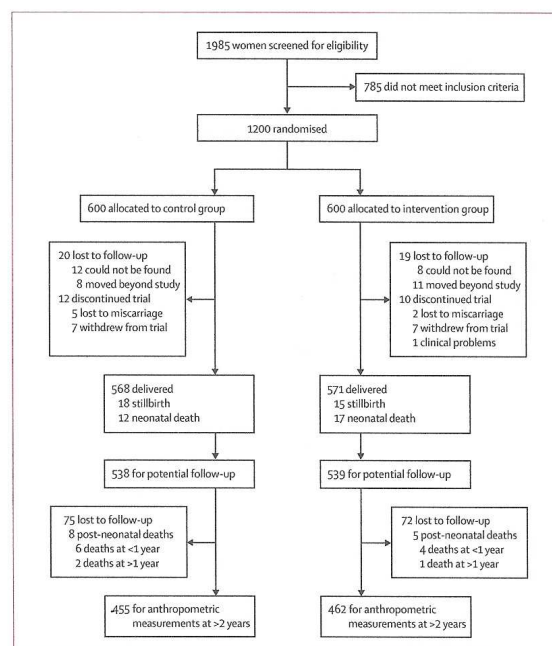 1985 women screened for eligibility
785 did not meet inclusion criteria
1200 randomised
600 allocated to control group
600 allocated to intervention group
20 lost to follow-up
12 could not be found
8 moved beyond study
12 discontinued trial
5 lost to miscarriage
7 withdrew from trial
19 lost to follow-up
8 could not be found
11 moved beyond study
10 discontinued trial
2 lost to miscarriage
7 withdrew from trial
1 clinical problems
568 delivered
18 stillbirth
12 neonatal death
571 delivered
15 stillbirth
17 neonatal death
538 for potential follow-up
539 for potential follow-up
75 lost to follow-up
8 post-neonatal deaths
6 deaths at <1 year
2 deaths at >1 year
72 lost to follow-up
5 post-neonatal deaths
4 deaths at <1 year
1 death at >1 year
455 for anthropometric
measurements at >2 years
462 for anthropometric
measurements at >2 years